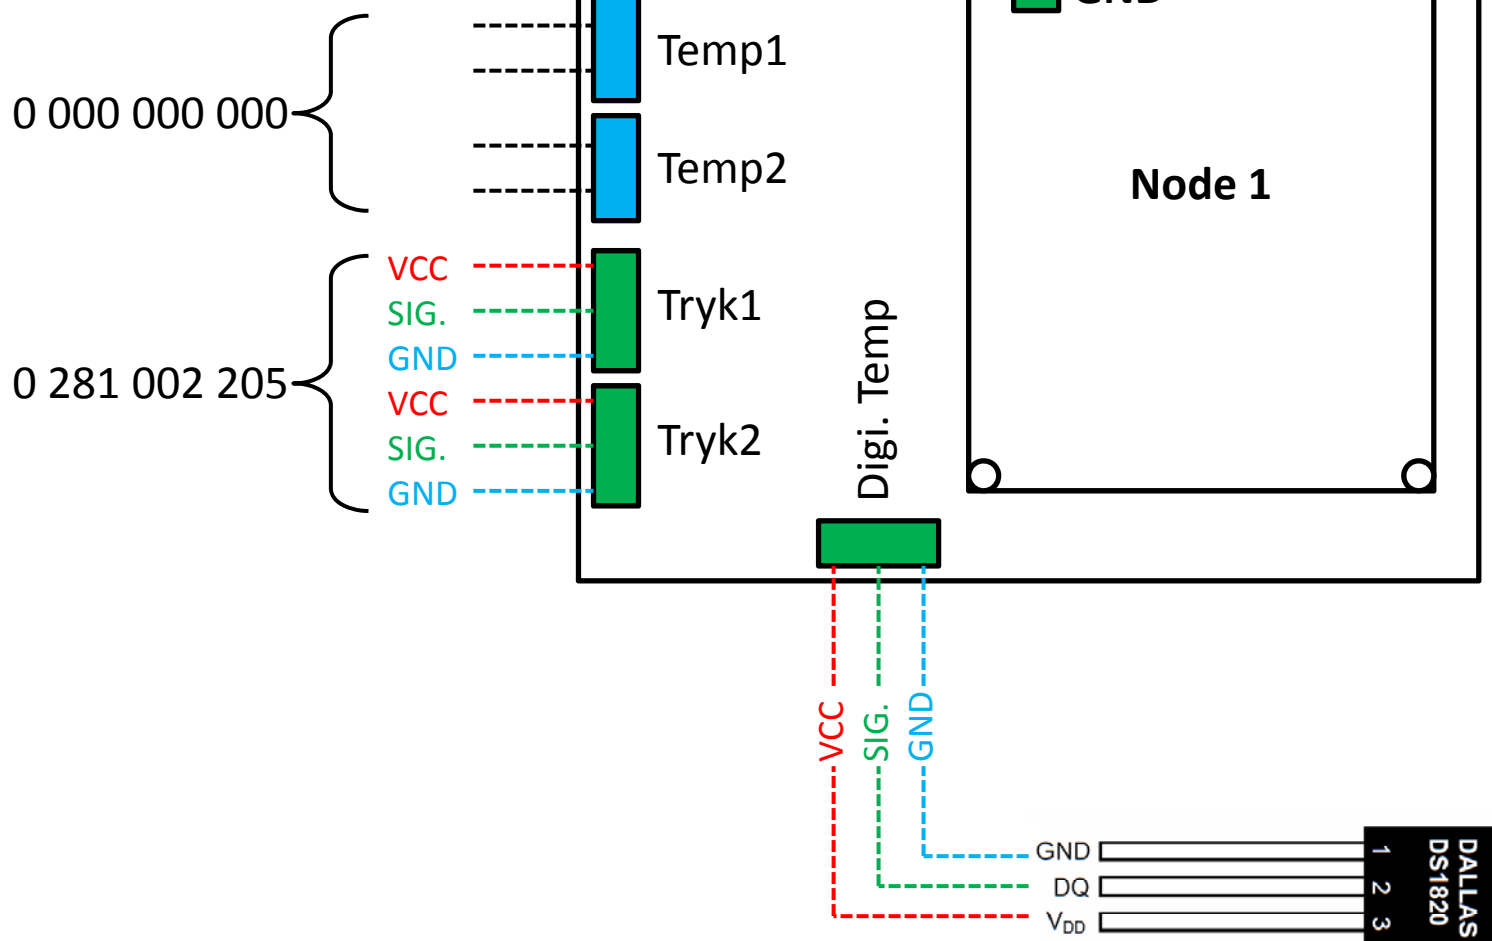 GND
Temp1
0 000 000 000
Temp2
Node 1
VCC
SIG.
GND
Tryk1
0 281 002 205
VCC
SIG.
GND
Tryk2
Digi. Temp
VCC
SIG.
GND
GND
DQ
VDD
1
2
3
DALLAS
DS1820